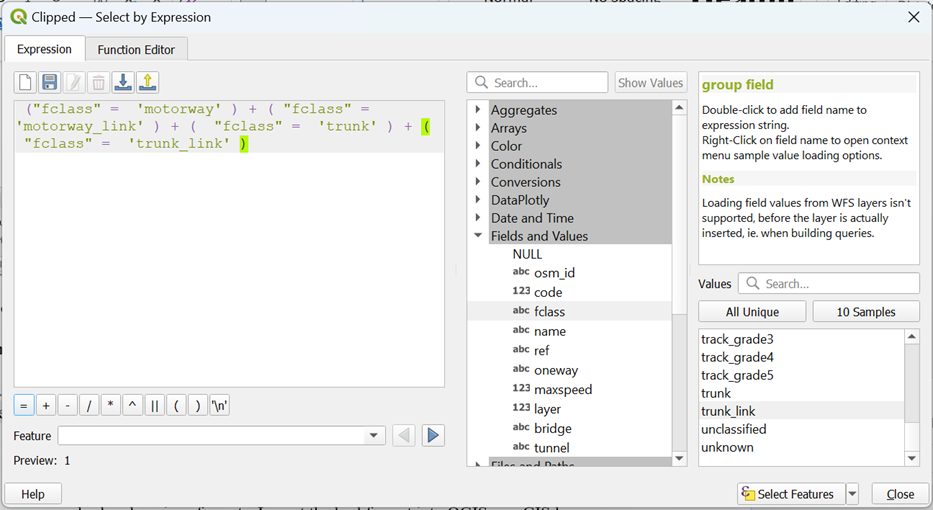 Clipped — Select by Expression
Expression
Function Editor
Search...
Show Values
("fclass" = 'motorway' ) + ( "fclass" =
'motorway_link' ) + ( "fclass" = 'trunk' ) + (
"fclass" = 'trunk_link' )
= + - / * ^ || ( ) '\n'
Feature
Preview: 1
Aggregates
Arrays
Color
Conditionals
Conversions
DataPlotly
Date and Time
Fields and Values
NULL
abc osm_id
123 code
abc fclass
abc name
abc ref
abc oneway
123 maxspeed
123 layer
abc bridge
abc tunnel
Files and Paths
group field
Double-click to add field name to
expression string.
Right-Click on field name to open context
menu sample value loading options.
Notes
Loading field values from WFS layers isn't
supported, before the layer is actually
inserted, ie. when building queries.
Values
Search...
All Unique
10 Samples
track_grade3
track_grade4
track_grade5
trunk
trunk_link
unclassified
unknown
Help
Select Features
Close